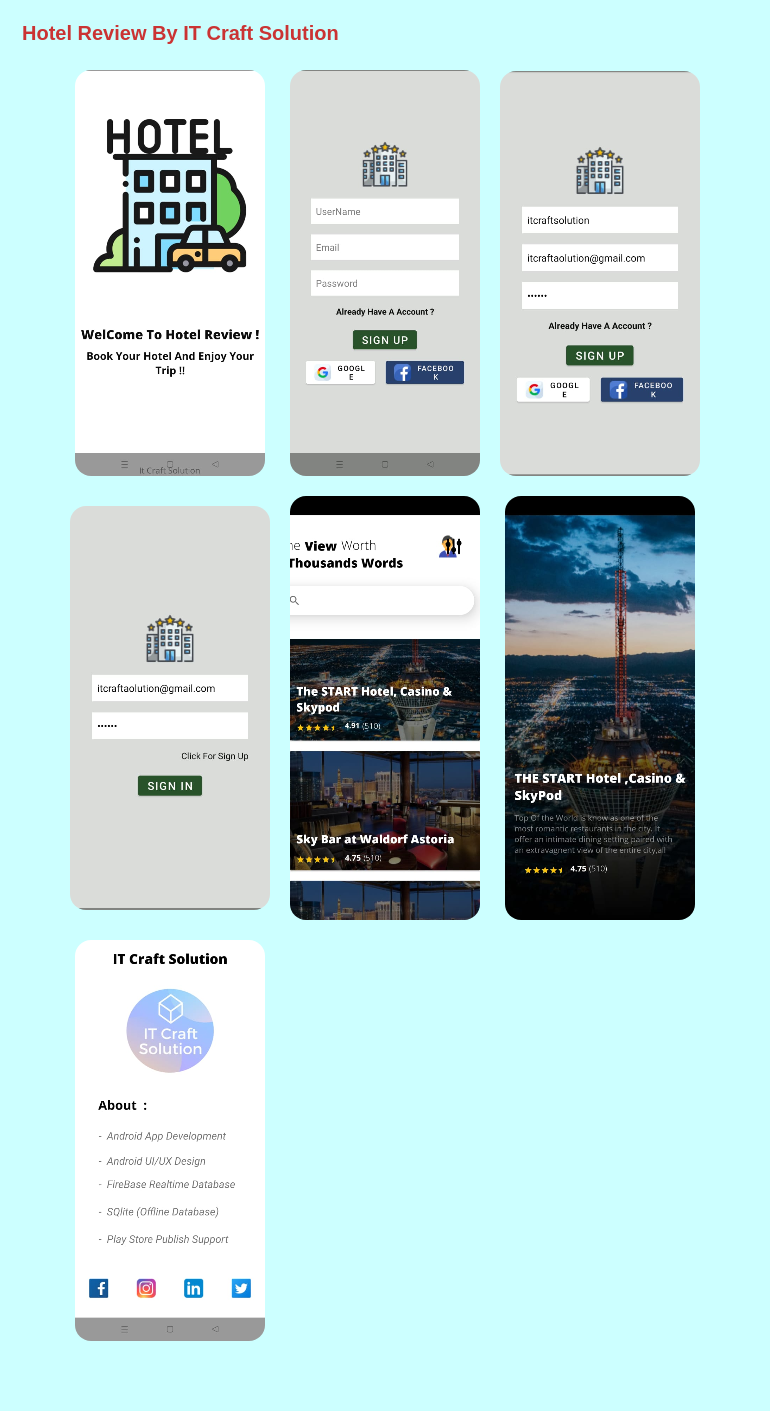 Hotel Review By IT Craft Solution
HOTEL
WelCome To Hotel Review !
Book Your Hotel And Enjoy Your
Trip !!
It Craft Solution
UserName
Email
Password
Already Have A Account ?
SIGN UP
GOOGL
E
FACEBOO
K
itcraftsolution
itcraftaolution@gmail.com
••••••
Already Have A Account ?
SIGN UP
GOOGL
E
FACEBOO
K
itcraftaolution@gmail.com
••••••
Click For Sign Up
SIGN IN
View Worth
Thousands Words
The START Hotel, Casino &
Skypod
4.91 (510)
Sky Bar at Waldorf Astoria
4.75 (510)
THE START Hotel ,Casino &
SkyPod
Top Of the World is know as one of the
most romantic restaurants in the city. It
offer an intimate dining setting paired with
an extravagnent view of the entire city,all
4.75 (510)
IT Craft Solution
IT Craft
Solution
About :
- Android App Development
- Android UI/UX Design
- FireBase Realtime Database
- SQlite (Offline Database)
- Play Store Publish Support